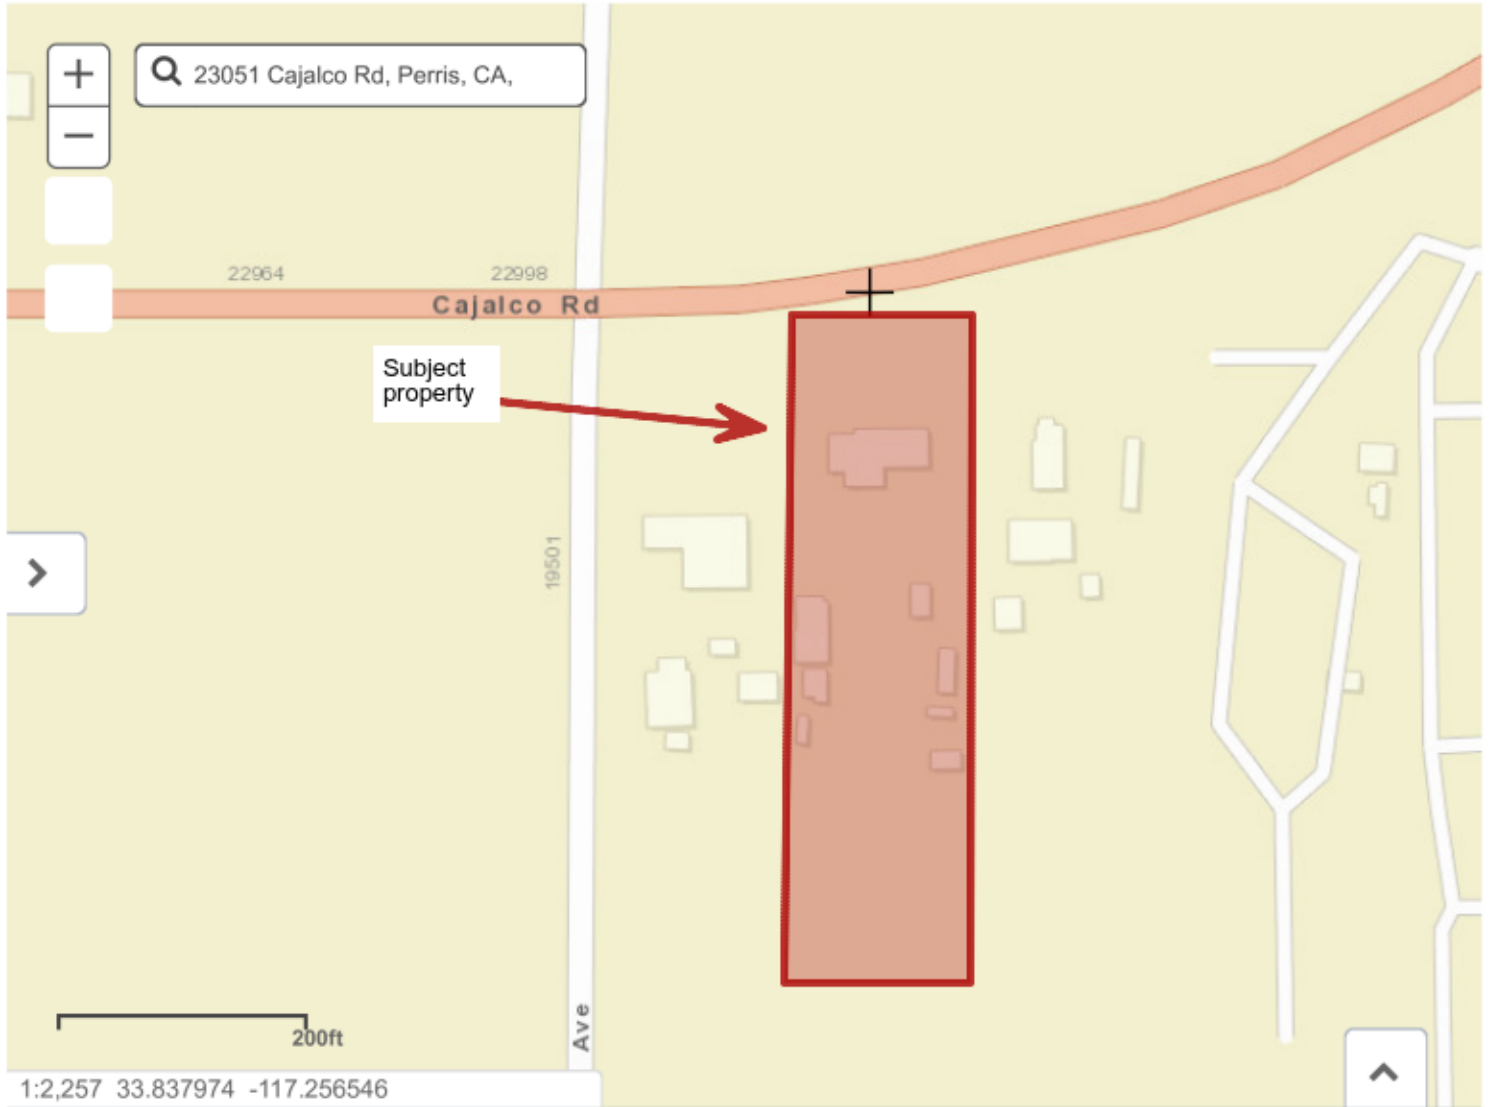 23051 Cajalco Rd, Perris, CA,
22964
22998
Cajalco Rd
Subject
property
19501
Ave
200ft
1:2,257 33.837974 -117.256546